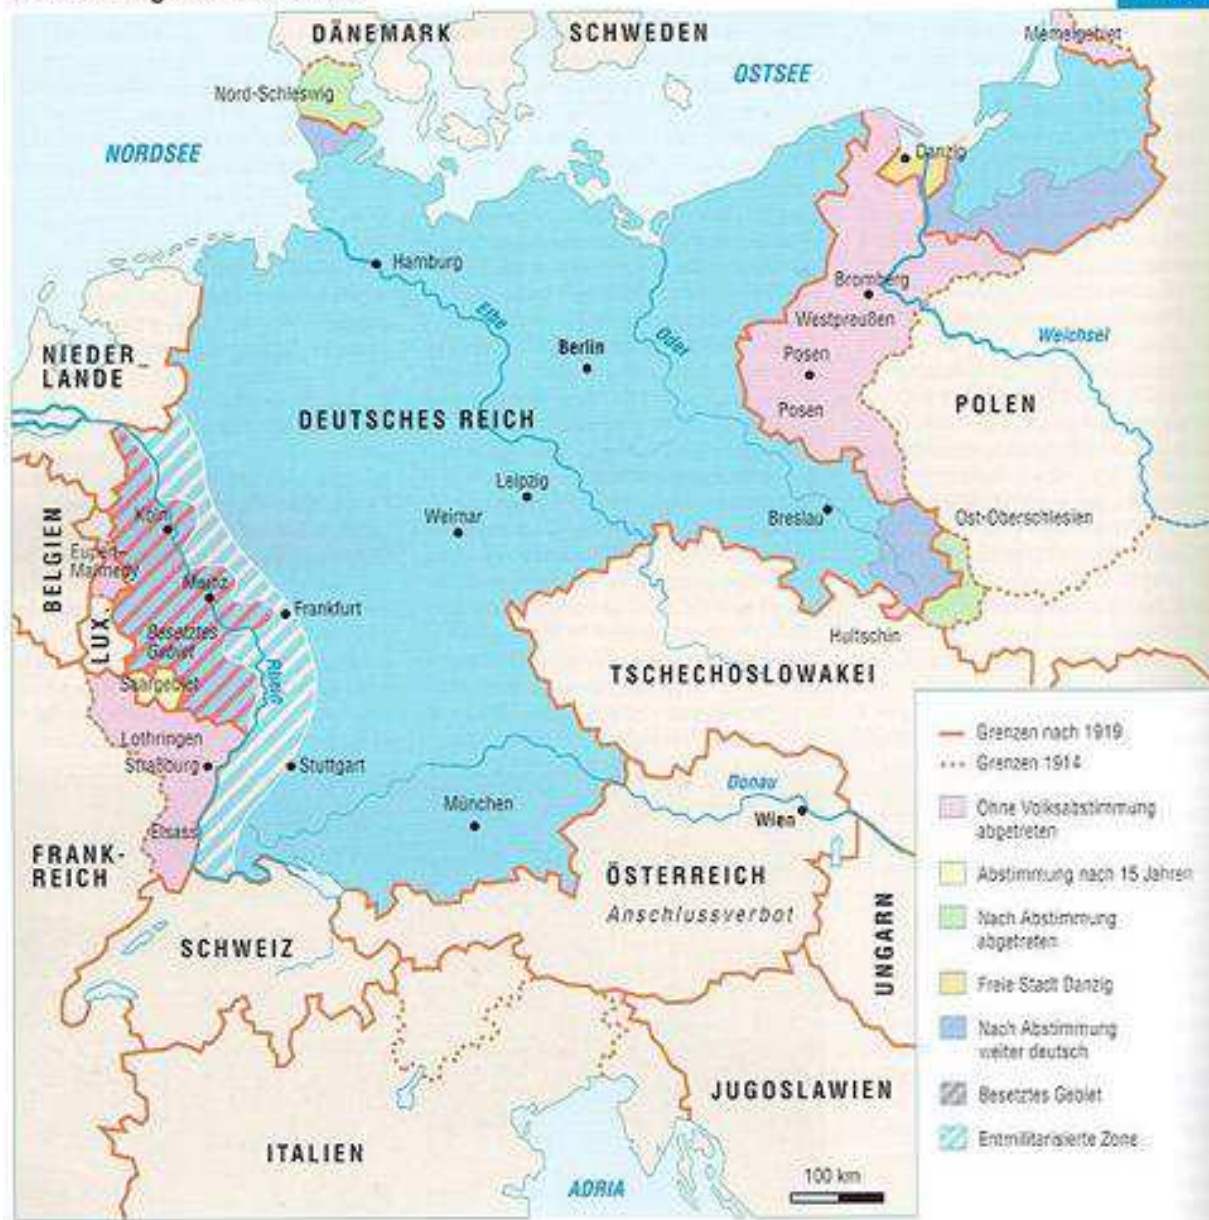 DÄNEMARK
SCHWEDEN
Memelgebiet
OSTSEE
Nord-Schleswig
NORDSEE
Danzig
Hamburg
Bromberg
Elbe
Westpreußen
Oder
Weichsel
NIEDER_
LANDE
Berlin
Posen
DEUTSCHES REICH
Posen
POLEN
Leipzig
Weimar
Breslau
Ost-Oberschlesien
BELGIEN
Köln
Eupen-
Malmedy
Mainz
Frankfurt
LUX.
Besetztes
Gebiet
Hultschin
Rhein
Saargebiet
TSCHECHOSLOWAKEI
Lothringen
Straßburg
Stuttgart
Donau
München
Wien
Elsass
FRANK-
REICH
ÖSTERREICH
Anschlussverbot
SCHWEIZ
UNGARN
JUGOSLAWIEN
ITALIEN
ADRIA
100 km
Grenzen nach 1919
Grenzen 1914
Ohne Volksabstimmung
abgetreten
Abstimmung nach 15 Jahren
Nach Abstimmung
abgetreten
Freie Stadt Danzig
Nach Abstimmung
weiter deutsch
Besetztes Gebiet
Entmilitarisierte Zone